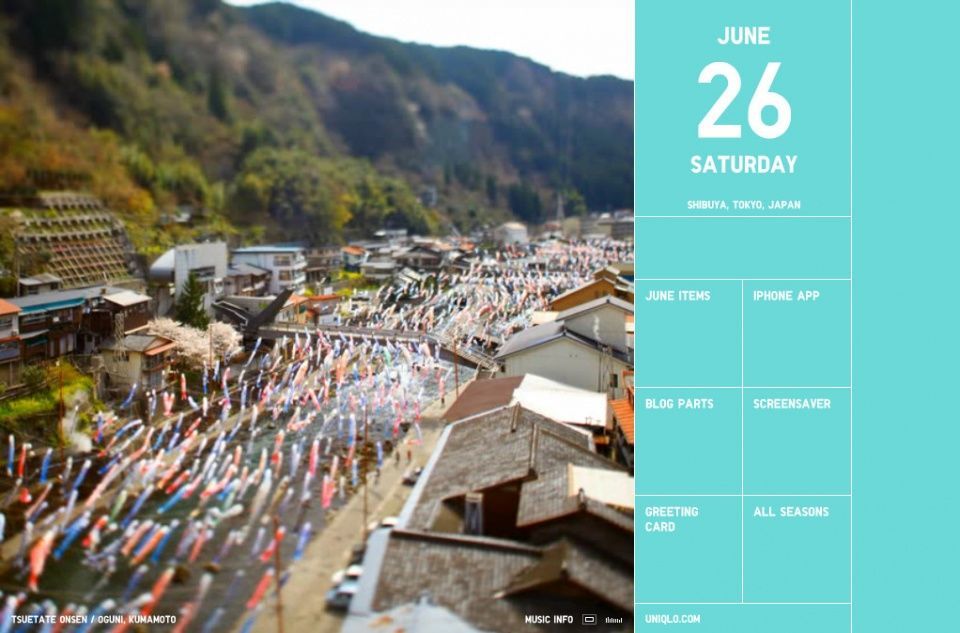 JUNE
26
SATURDAY
SHIBUYA, TOKYO, JAPAN
JUNE ITEMS
IPHONE APP
BLOG PARTS
SCREENSAVER
GREETING
CARD
ALL SEASONS
TSUETATE ONSEN / OGUNI, KUMAMOTO
MUSIC INFO
UNIQLO.COM